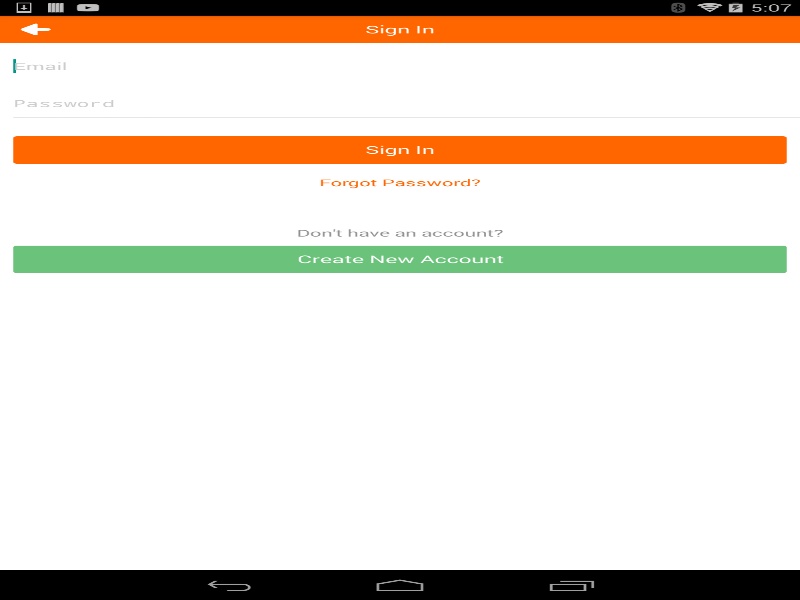 5:07
Sign In
Email
Password
Sign In
Forgot Password?
Don't have an account?
Create New Account